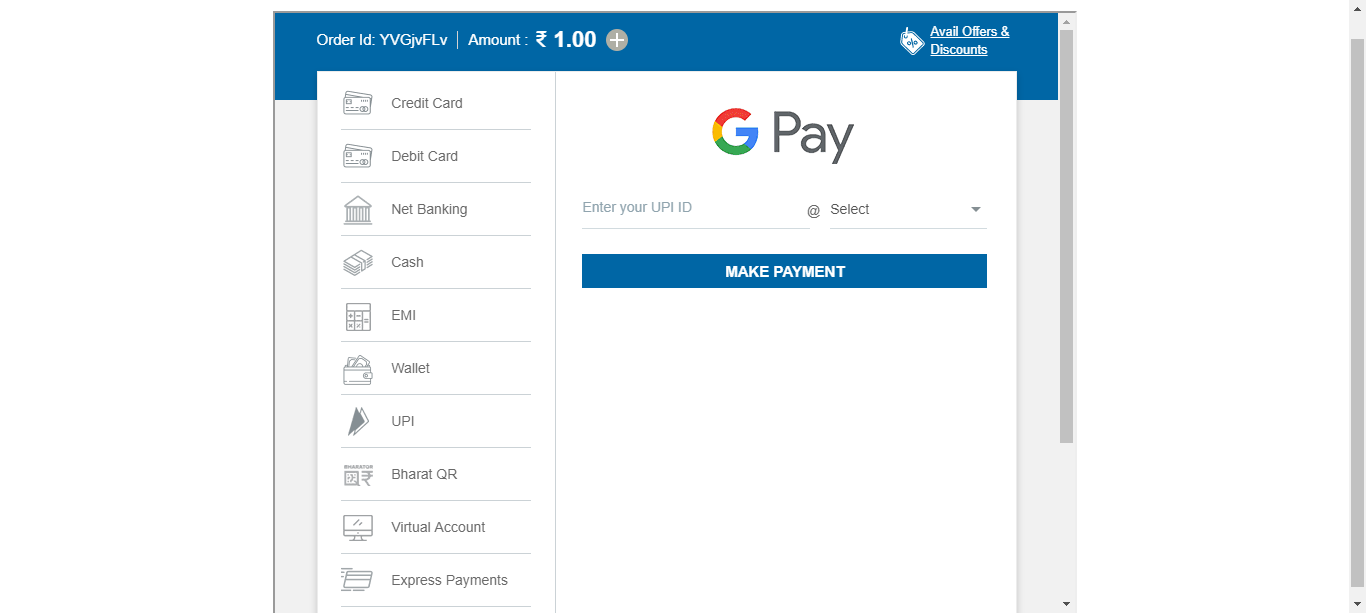 Order Id: YVGjvFLv | Amount : ₹ 1.00
Avail Offers &
Discounts
Credit Card
Debit Card
Net Banking
Cash
EMI
Wallet
UPI
BHARATQR
Bharat QR
Virtual Account
Express Payments
G Pay
Enter your UPI ID @ Select
MAKE PAYMENT